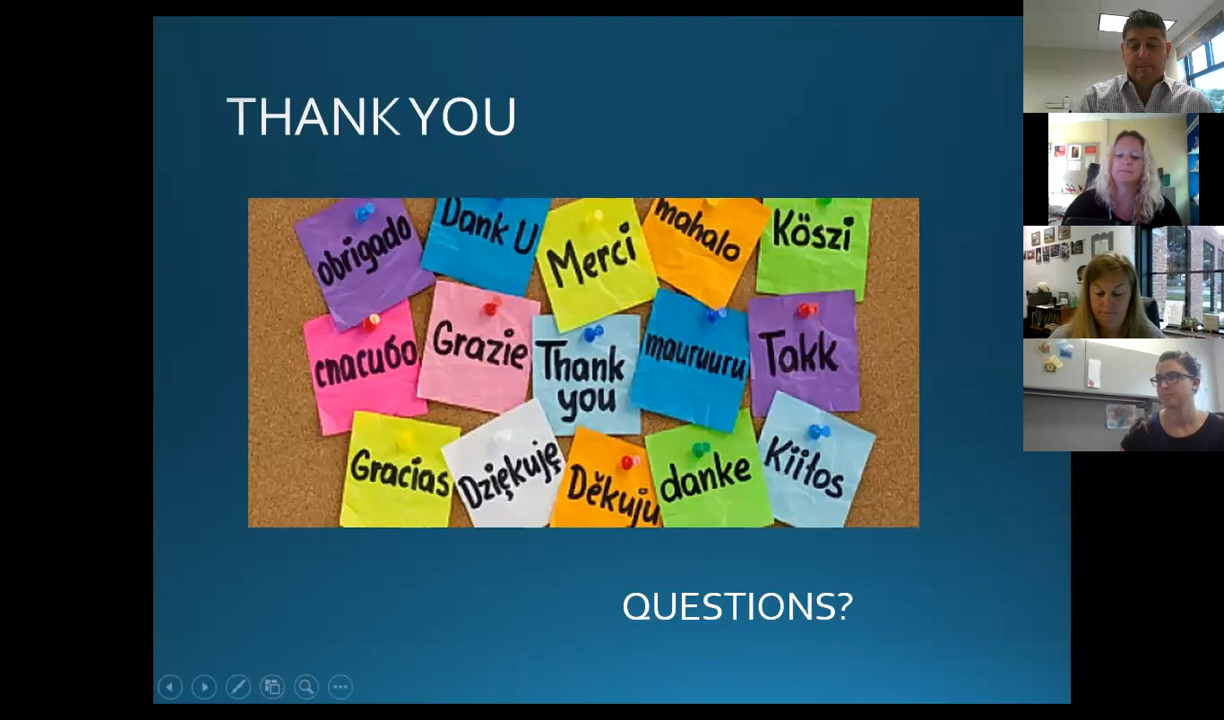 THANK YOU
obrigado
Dank U
Merci
mahalo
Köszi
спасибо
Grazie
Thank
you
mauruuru
Takk
Gracias
Dziękuję
Děkuju
danke
Kiitos
QUESTIONS?